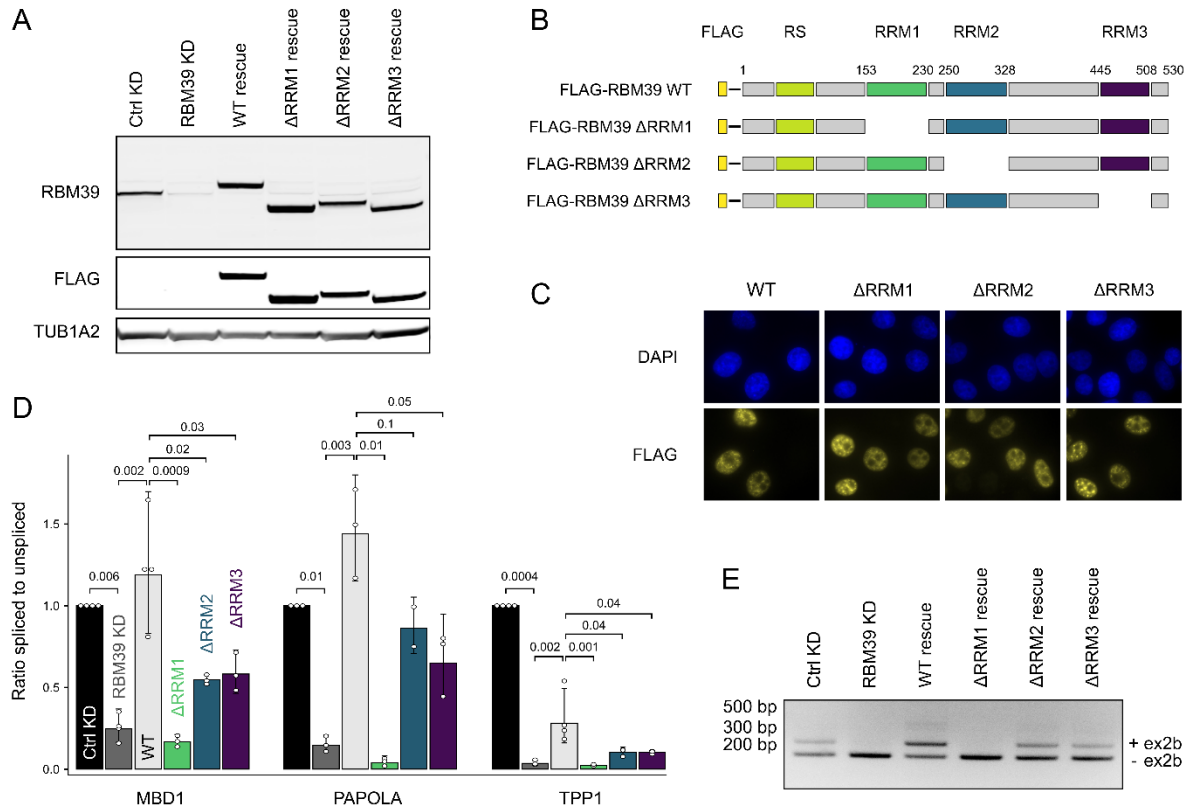 A
Ctrl KD
RBM39 KD
WT rescue
ΔRRM1 rescue
ΔRRM2 rescue
ΔRRM3 rescue
RBM39
FLAG
TUB1A2
B
FLAG RS RRM1 RRM2 RRM3
1 153 230 250 328 445 508 530
FLAG-RBM39 WT
FLAG-RBM39 ΔRRM1
FLAG-RBM39 ΔRRM2
FLAG-RBM39 ΔRRM3
C
WT ΔRRM1 ΔRRM2 ΔRRM3
DAPI
FLAG
D
Ratio spliced to unspliced
1.5
1.0
0.5
0.0
0.03
0.02
0.002 0.0009
0.006
Ctrl KD
RBM39 KD
WT
ΔRRM1
ΔRRM2
ΔRRM3
MBD1
0.05
0.1
0.003 0.01
0.01
PAPOLA
0.0004
0.04
0.04
0.002 0.001
TPP1
E
Ctrl KD
RBM39 KD
WT rescue
ΔRRM1 rescue
ΔRRM2 rescue
ΔRRM3 rescue
500 bp
300 bp
200 bp
+ ex2b
- ex2b